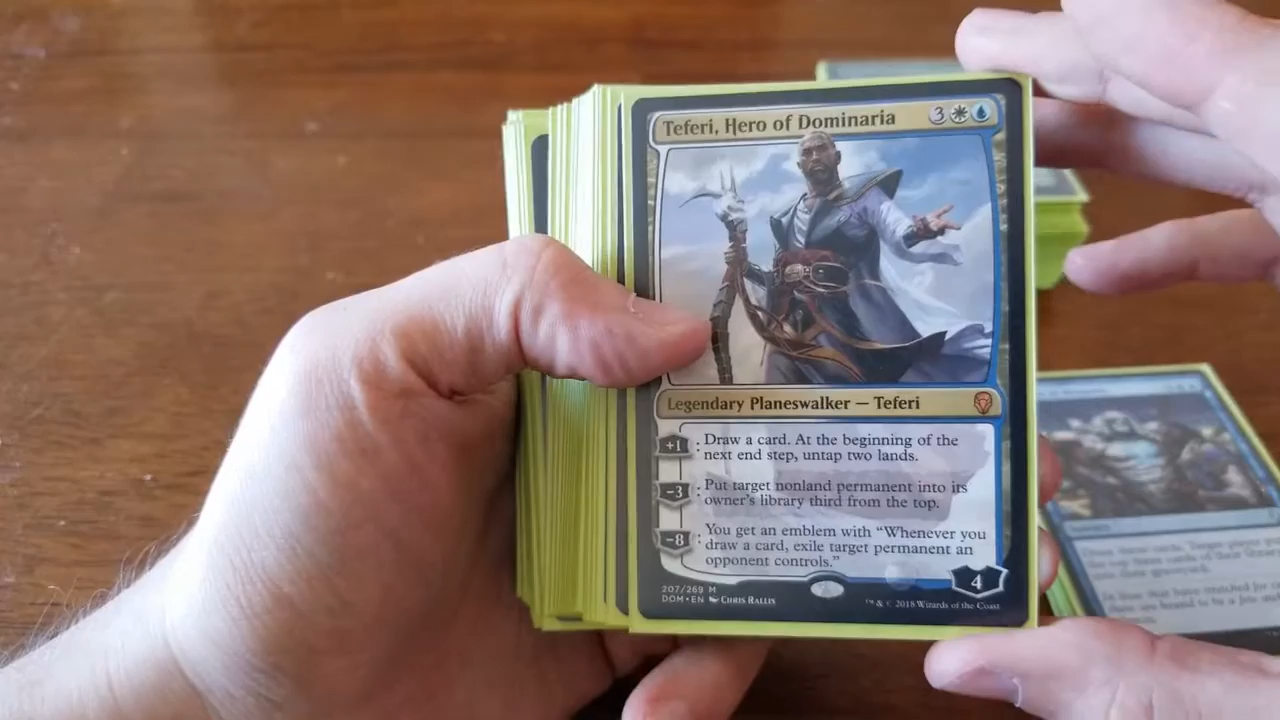 Teferi, Hero of Dominaria 3
Legendary Planeswalker — Teferi
+1 : Draw a card. At the beginning of the
next end step, untap two lands.
-3 : Put target nonland permanent into its
owner's library third from the top.
-8 : You get an emblem with “Whenever you
draw a card, exile target permanent an
opponent controls.”
4
207/269 M
DOM • EN Chris Rallis
™ & © 2018 Wizards of the Coast